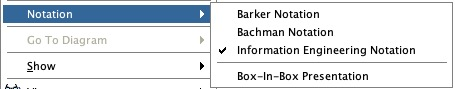 Notation
Go To Diagram
Show
Barker Notation
Bachman Notation
Information Engineering Notation
Box-In-Box Presentation